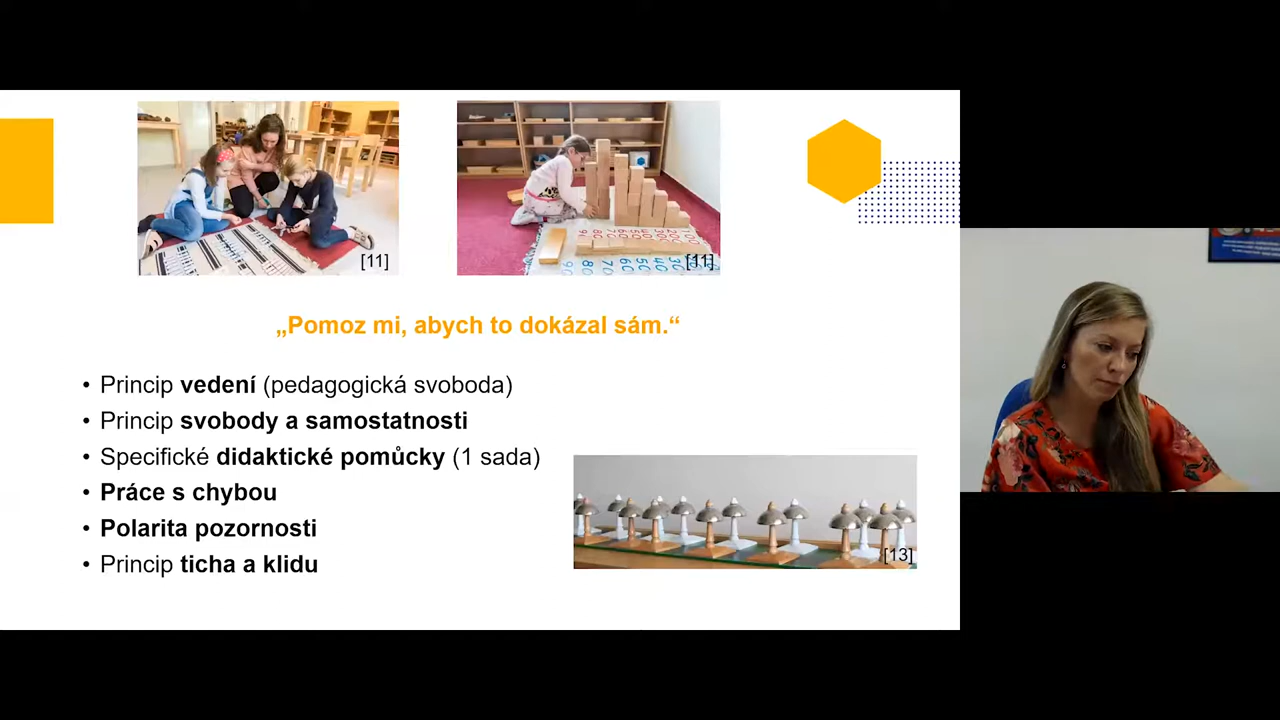 [11]
[11]
„Pomoz mi, abych to dokázal sám.“
• Princip vedení (pedagogická svoboda)
• Princip svobody a samostatnosti
• Specifické didaktické pomůcky (1 sada)
• Práce s chybou
• Polarita pozornosti
• Princip ticha a klidu
[13]